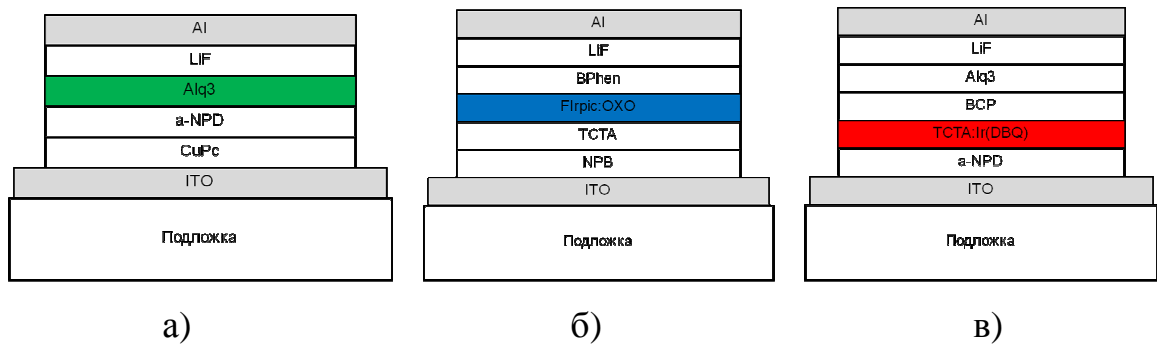 Al
LiF
Alq3
a-NPD
CuPc
ITO
Подложка
а)
Al
LiF
BPhen
FIrpic:OXO
TCTA
NPB
ITO
Подложка
б)
Al
LiF
Alq3
BCP
TCTA:Ir(DBQ)
a-NPD
ITO
Подложка
в)